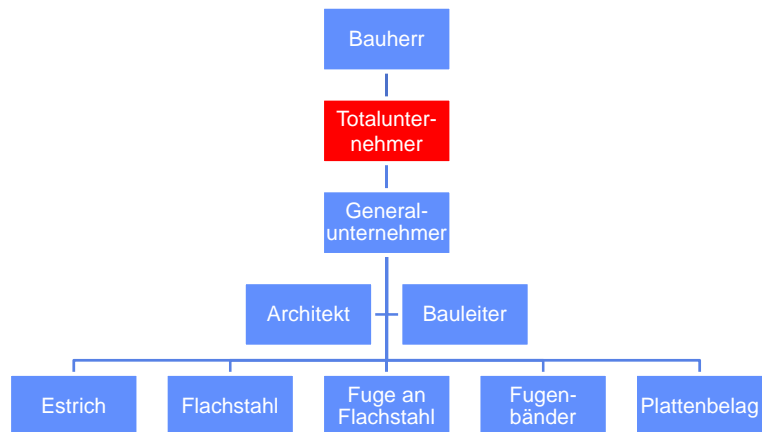 Bauherr
Totalunter-
nehmer
General-
unternehmer
Architekt
Bauleiter
Estrich
Flachstahl
Fuge an
Flachstahl
Fugen-
bänder
Plattenbelag